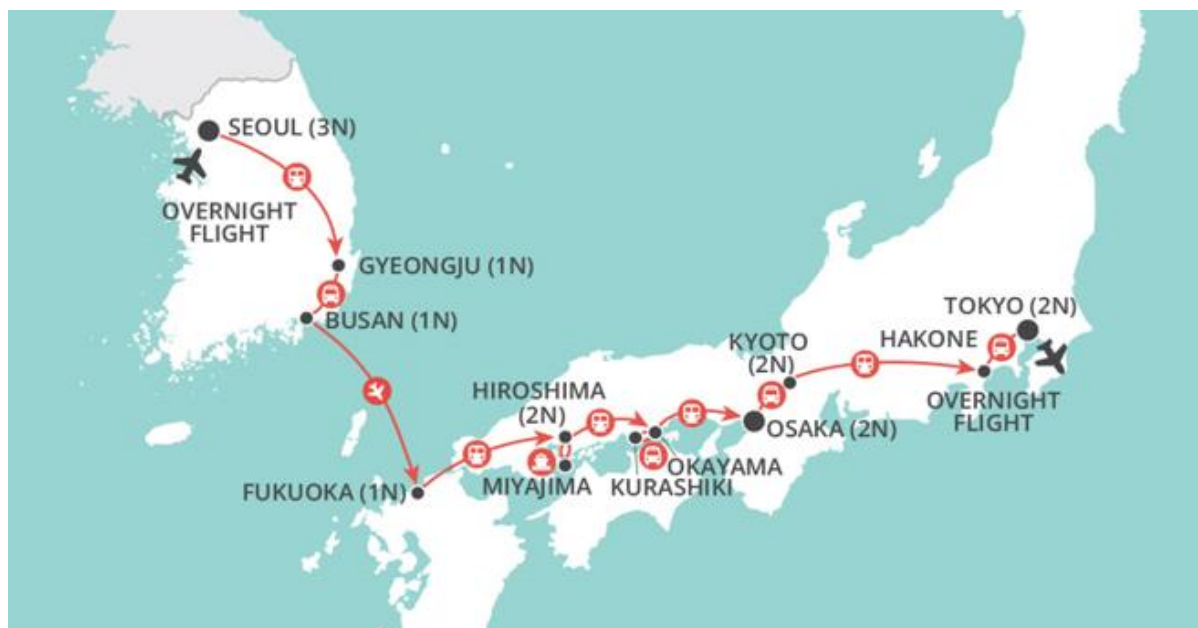 SEOUL (3N)
OVERNIGHT
FLIGHT
GYEONGJU (1N)
BUSAN (1N)
FUKUOKA (1N)
HIROSHIMA
(2N)
MIYAJIMA
OKAYAMA
KURASHIKI
OSAKA (2N)
KYOTO
(2N)
HAKONE
TOKYO (2N)
OVERNIGHT
FLIGHT